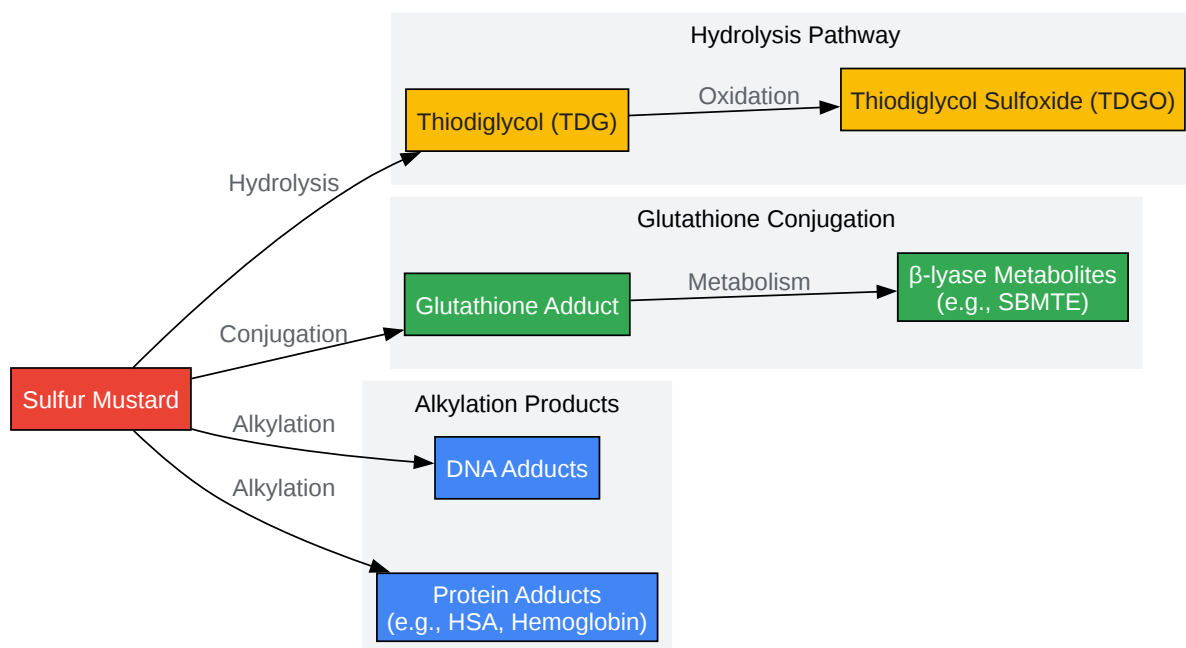 Hydrolysis Pathway
Thiodiglycol (TDG)
Oxidation
Thiodiglycol Sulfoxide (TDGO)
Hydrolysis
Glutathione Conjugation
Glutathione Adduct
Metabolism
β-lyase Metabolites
(e.g., SBMTE)
Conjugation
Sulfur Mustard
Alkylation Products
Alkylation
DNA Adducts
Alkylation
Protein Adducts
(e.g., HSA, Hemoglobin)